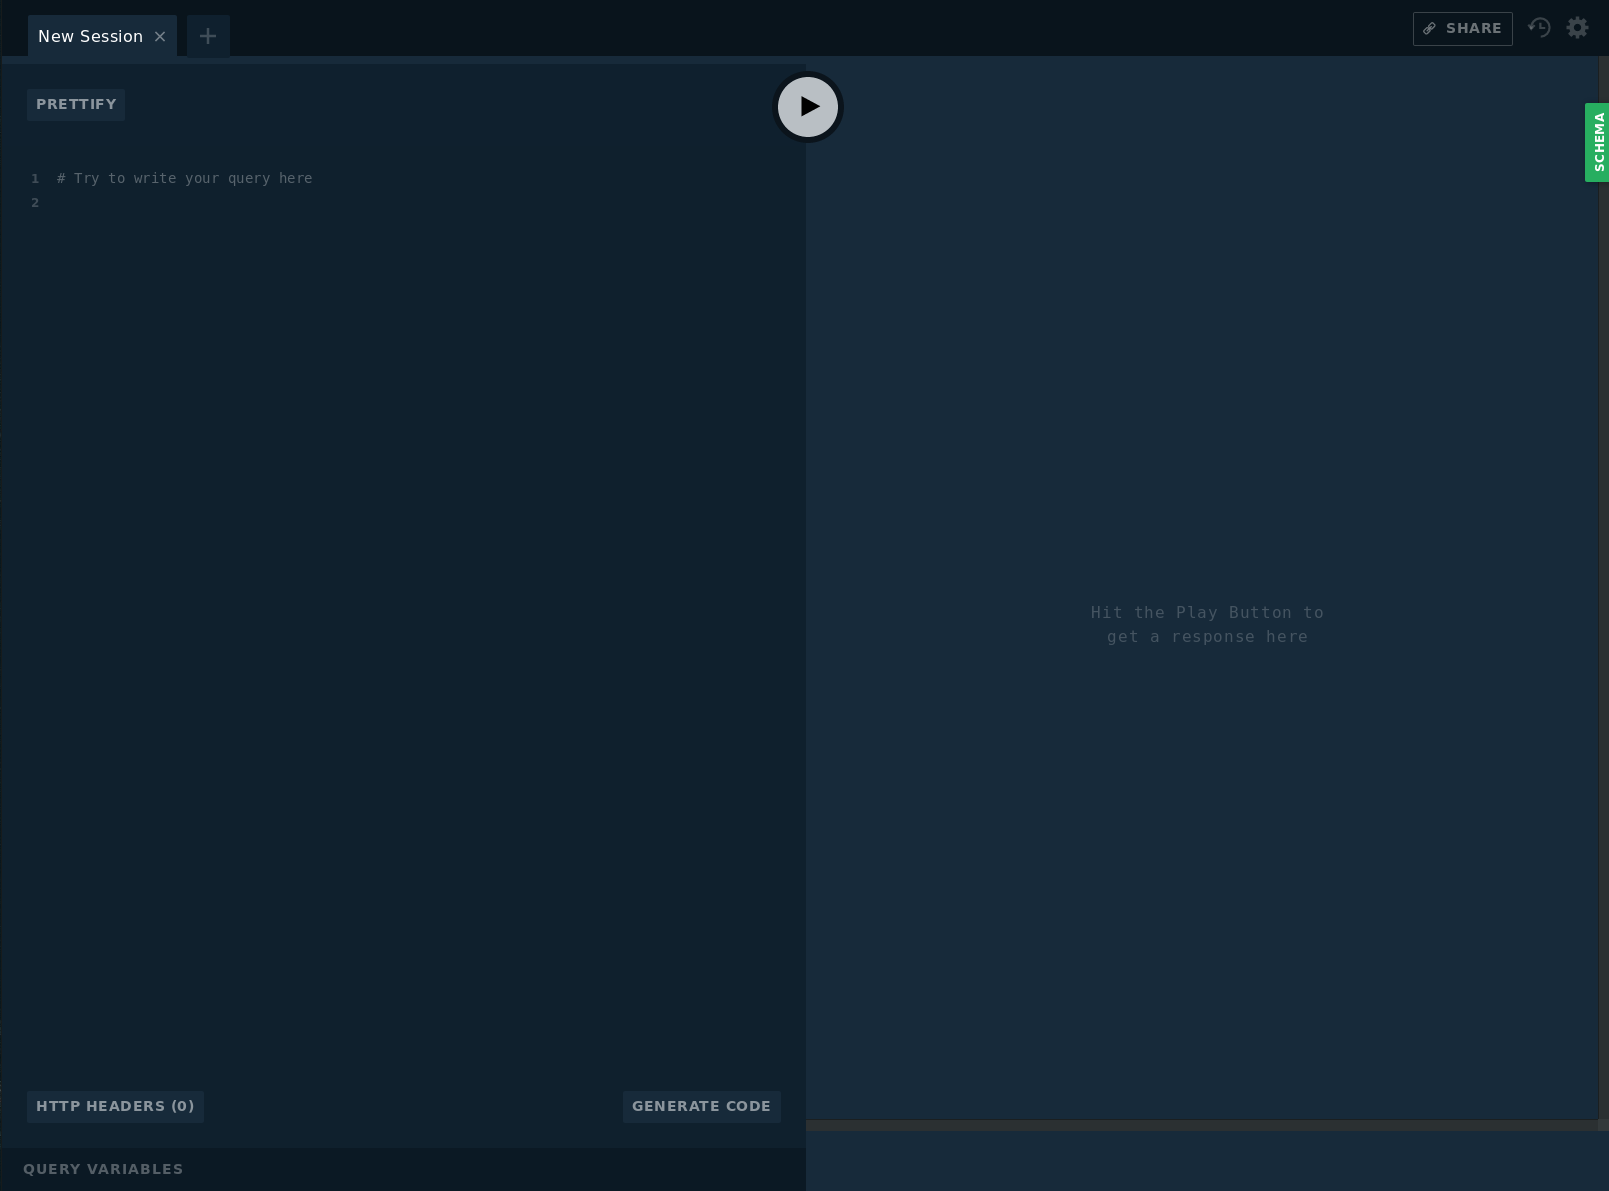 New Session
SHARE
PRETTIFY
SCHEMA
1 # Try to write your query here
2
Hit the Play Button to
get a response here
HTTP HEADERS (0)
GENERATE CODE
QUERY VARIABLES